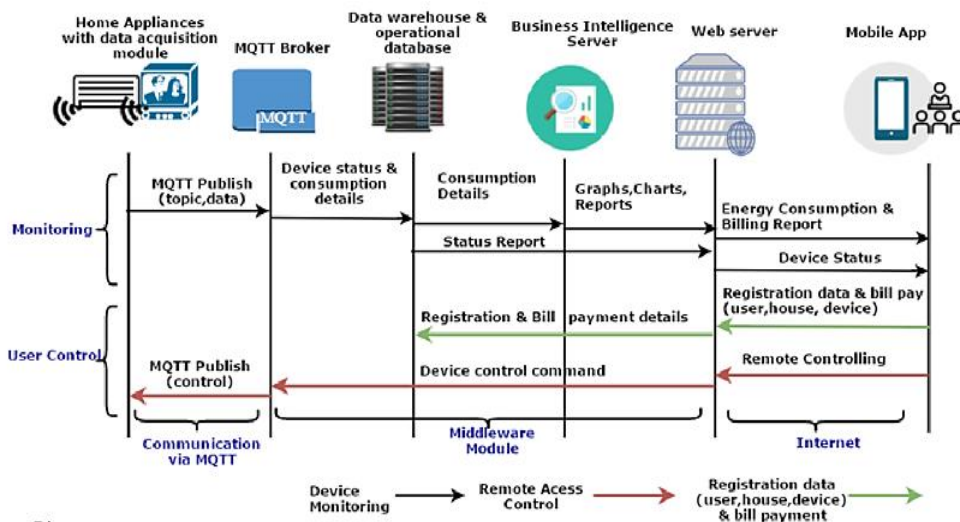 Home Appliances
with data acquisition
module
MQTT Broker
Data warehouse &
operational
database
Business Intelligence
Server
Web server
Mobile App
MQTT
MQTT Publish
(topic,data)
Device status &
consumption
details
Consumption
Details
Graphs,Charts,
Reports
Energy Consumption &
Billing Report
Monitoring
Status Report
Device Status
Registration data & bill pay
(user,house, device)
Registration & Bill payment details
User Control
MQTT Publish
(control)
Device control command
Remote Controlling
Communication
via MQTT
Middleware
Module
Internet
Device
Monitoring
Remote Acess
Control
Registration data
(user,house,device)
& bill payment